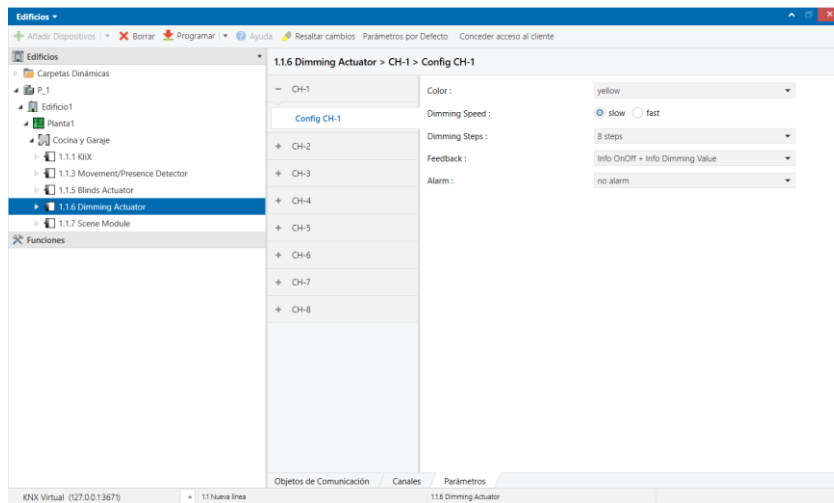 Edificios
Añadir Dispositivos Borrar Programar Ayuda Resaltar cambios Parámetros por Defecto Conceder acceso al cliente
Edificios
Carpetas Dinámicas
P_1
Edificio1
Planta1
Cocina y Garaje
1.1.1 KliX
1.1.3 Movement/Presence Detector
1.1.5 Blinds Actuator
1.1.6 Dimming Actuator
1.1.7 Scene Module
Funciones
1.1.6 Dimming Actuator > CH-1 > Config CH-1
CH-1
Config CH-1
CH-2
CH-3
CH-4
CH-5
CH-6
CH-7
CH-8
Color : yellow
Dimming Speed : slow fast
Dimming Steps : 8 steps
Feedback : Info OnOff + Info Dimming Value
Alarm : no alarm
Objetos de Comunicación Canales Parámetros
KNX Virtual (127.0.0.1:3671) 1.1 Nueva línea 1.1.6 Dimming Actuator